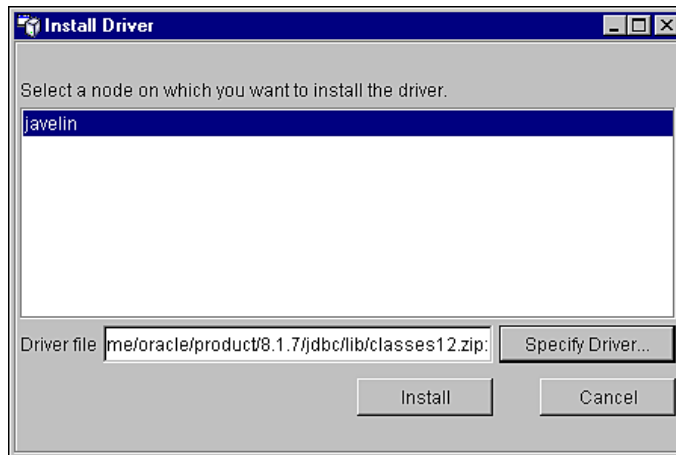 Install Driver
Select a node on which you want to install the driver.
javelin
Driver file me/oracle/product/8.1.7/jdbc/lib/classes12.zip: Specify Driver...
Install Cancel